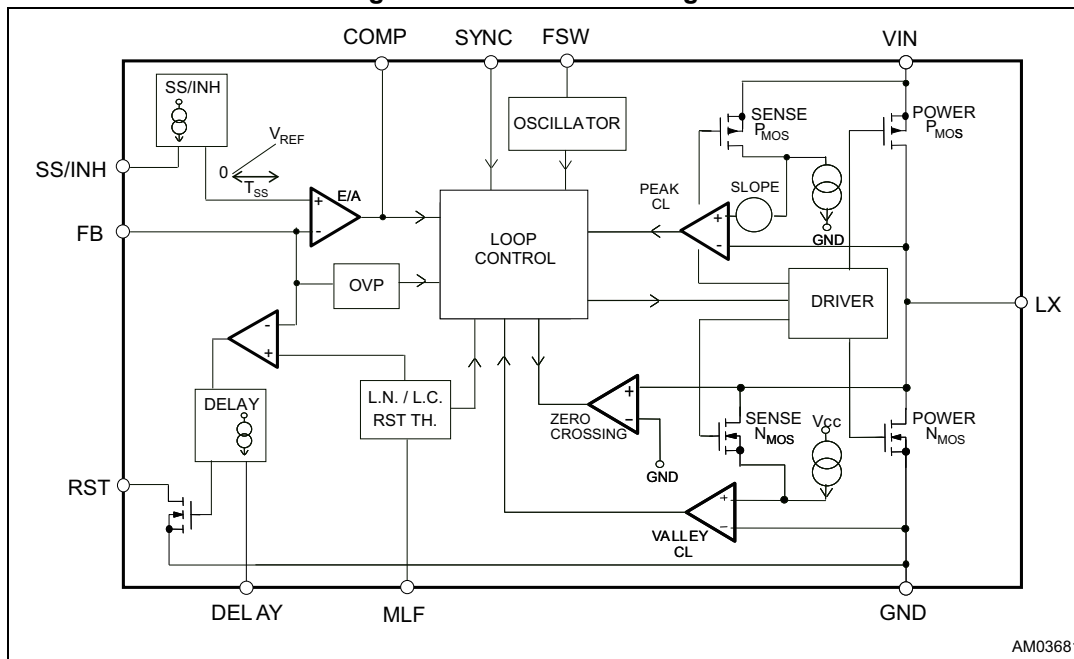 COMP
SYNC
FSW
VIN
SS/INH
VREF
0
TSS
SS/INH
E/A
+
-
FB
OSCILLATOR
SENSE
PMOS
POWER
PMOS
PEAK
CL
SLOPE
+
-
GND
LOOP
CONTROL
OVP
DRIVER
LX
-
+
DELAY
L.N. / L.C.
RST TH.
ZERO
CROSSING
+
-
GND
SENSE
NMOS
Vcc
POWER
NMOS
RST
VALLEY
CL
+
-
DELAY
MLF
GND